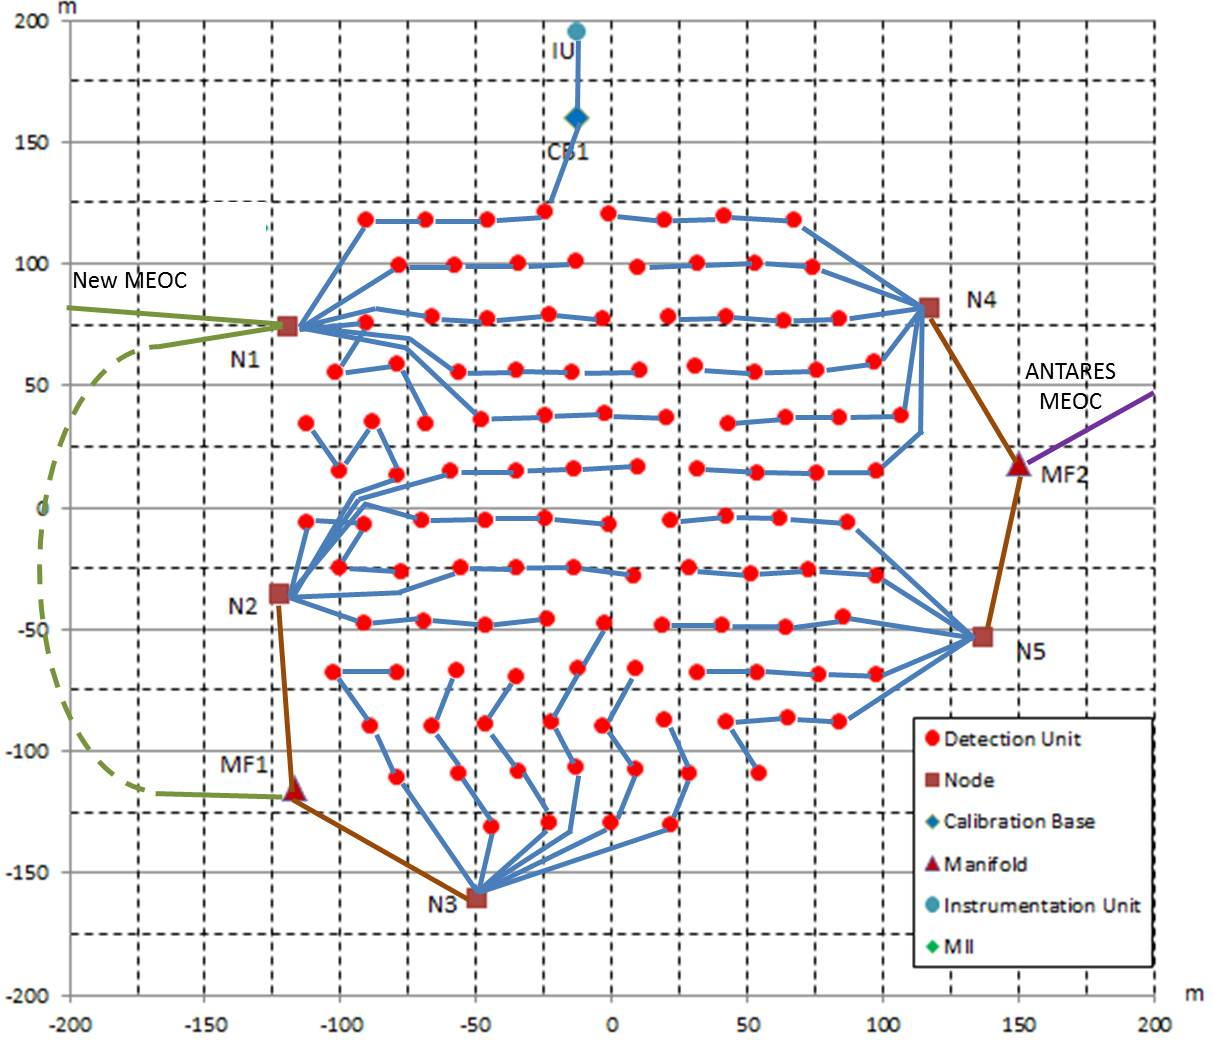 m
200
IU
150
CB1
100
New MEOC
N4
N1
50
ANTARES
MEOC
MF2
0
N2
-50
N5
-100
MF1
Detection Unit
Node
Calibration Base
-150
Manifold
N3
Instrumentation Unit
MII
-200
m
-200 -150 -100 -50 0 50 100 150 200